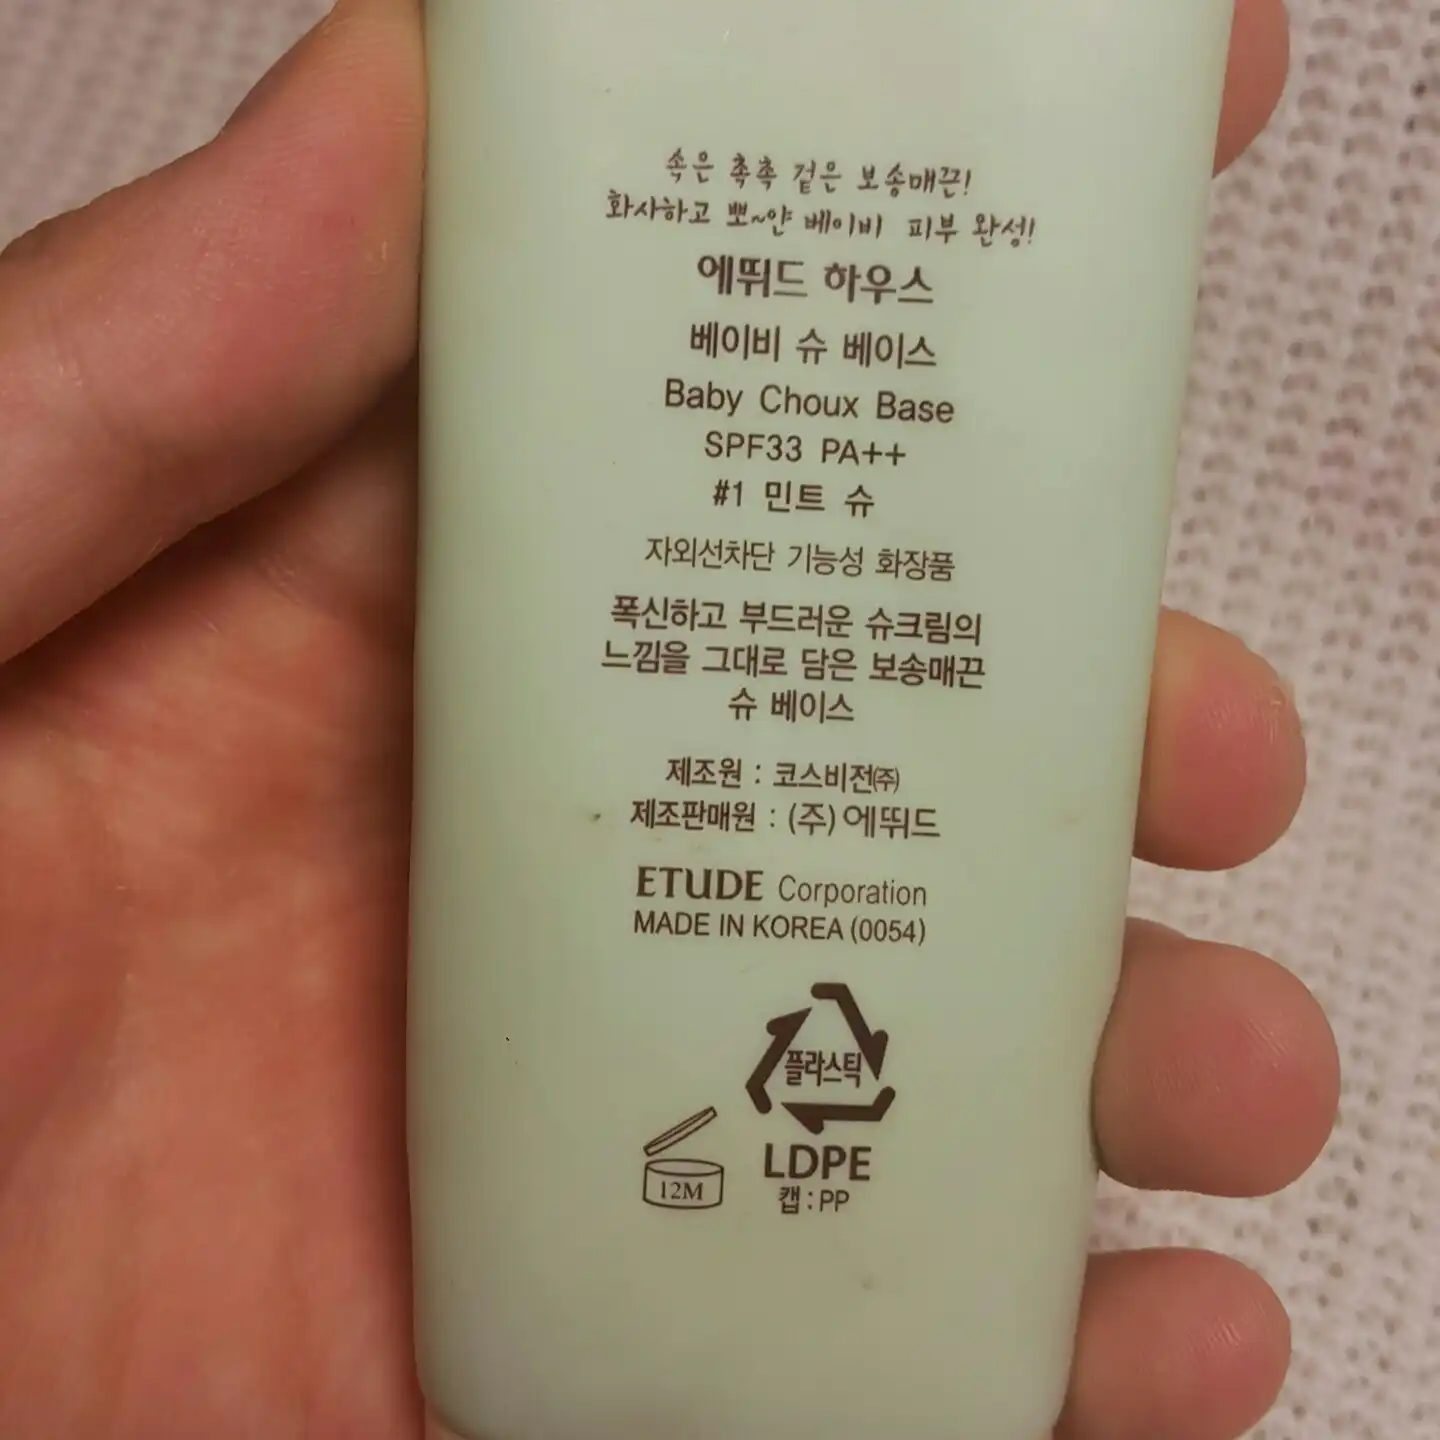 속은 촉촉 겉은 보송매끈!
화사하고 뽀~얀 베이비 피부 완성!
에뛰드 하우스
베이비 슈 베이스
Baby Choux Base
SPF33 PA++
#1 민트 슈
자외선차단 기능성 화장품
폭신하고 부드러운 슈크림의
느낌을 그대로 담은 보송매끈
슈 베이스
제조원 : 코스비전㈜
제조판매원 : (주)에뛰드
ETUDE Corporation
MADE IN KOREA (0054)
플라스틱
LDPE
캡 : PP
12M